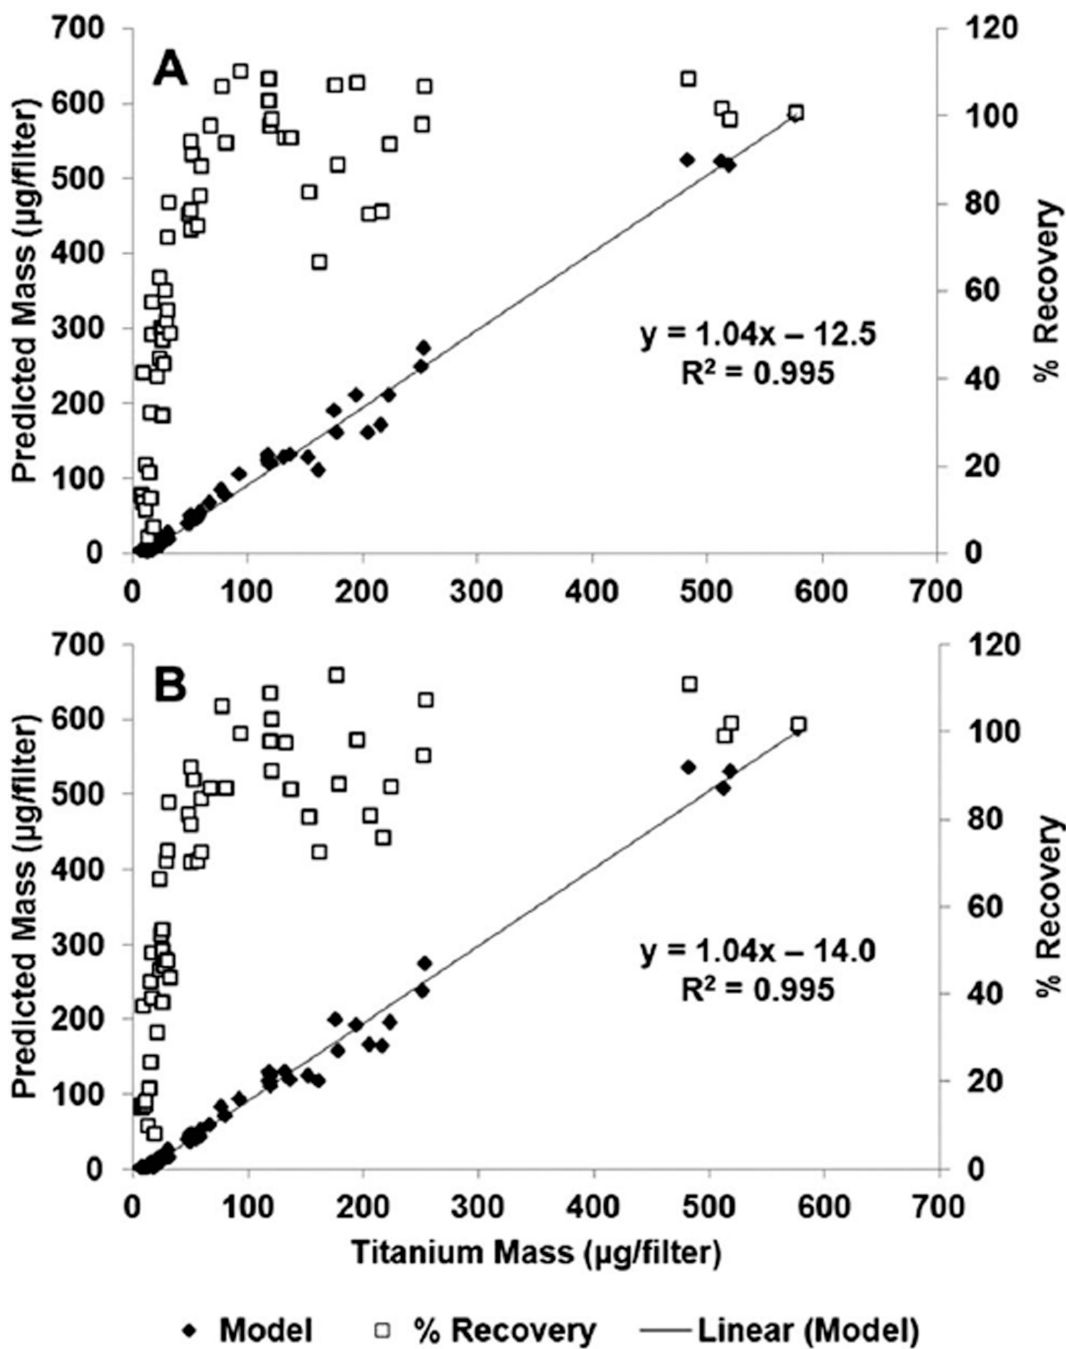 A
700
600
500
400
300
200
100
0
Predicted Mass (µg/filter)
120
100
80
60
40
20
0
% Recovery
y = 1.04x – 12.5
R² = 0.995
0 100 200 300 400 500 600 700
B
700
600
500
400
300
200
100
0
Predicted Mass (µg/filter)
120
100
80
60
40
20
0
% Recovery
y = 1.04x – 14.0
R² = 0.995
0 100 200 300 400 500 600 700
Titanium Mass (µg/filter)
Model % Recovery Linear (Model)